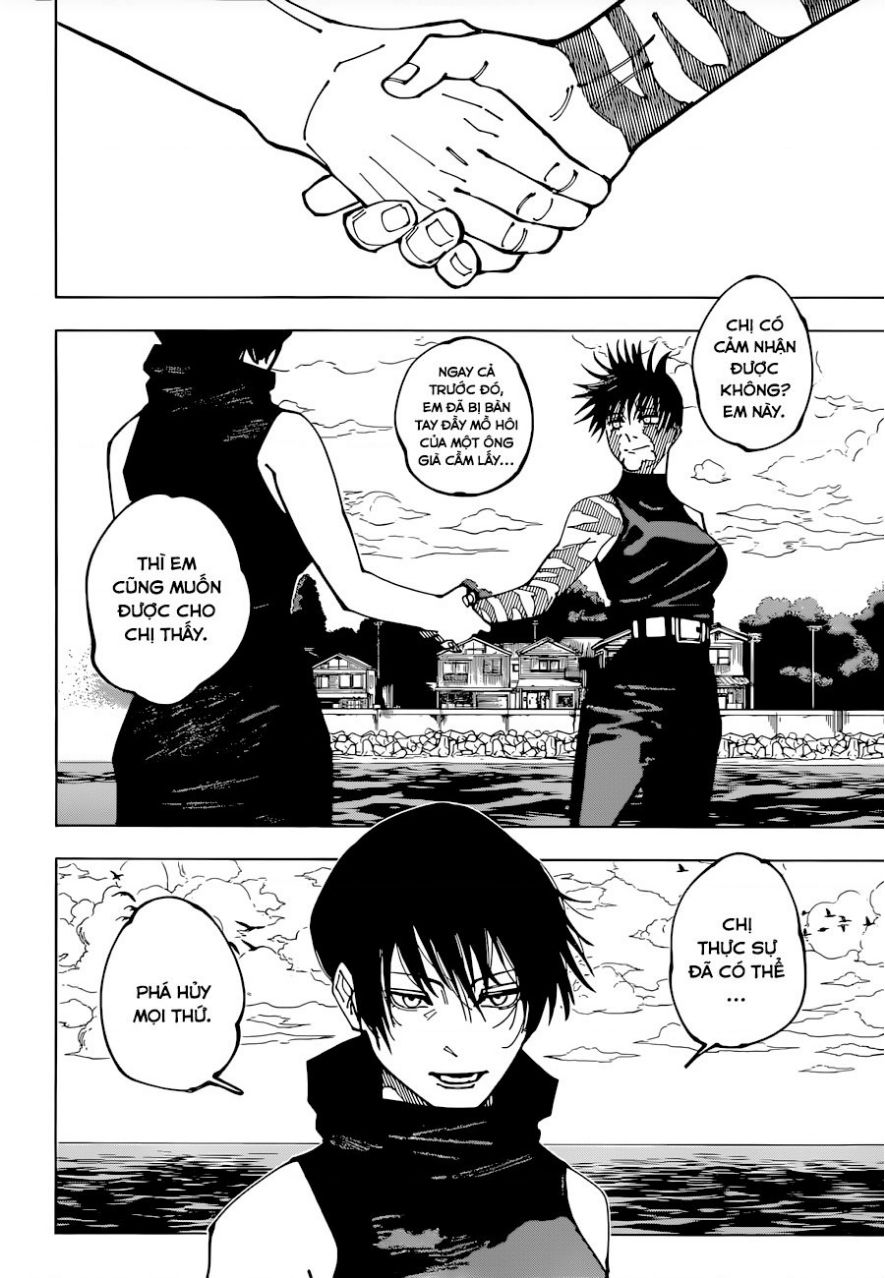 CHỊ CÓ
CẢM NHẬN
ĐƯỢC
KHÔNG?
EM NÀY.
NGAY CẢ
TRƯỚC ĐÓ,
EM ĐÃ BỊ BÀN
TAY ĐẦY MỒ HÔI
CỦA MỘT ÔNG
GIÀ CẦM LẤY...
THÌ EM
CŨNG MUỐN
ĐƯỢC CHO
CHỊ THẤY.
CHỊ
THỰC SỰ
ĐÃ CÓ THỂ
...
PHÁ HỦY
MỌI THỨ.